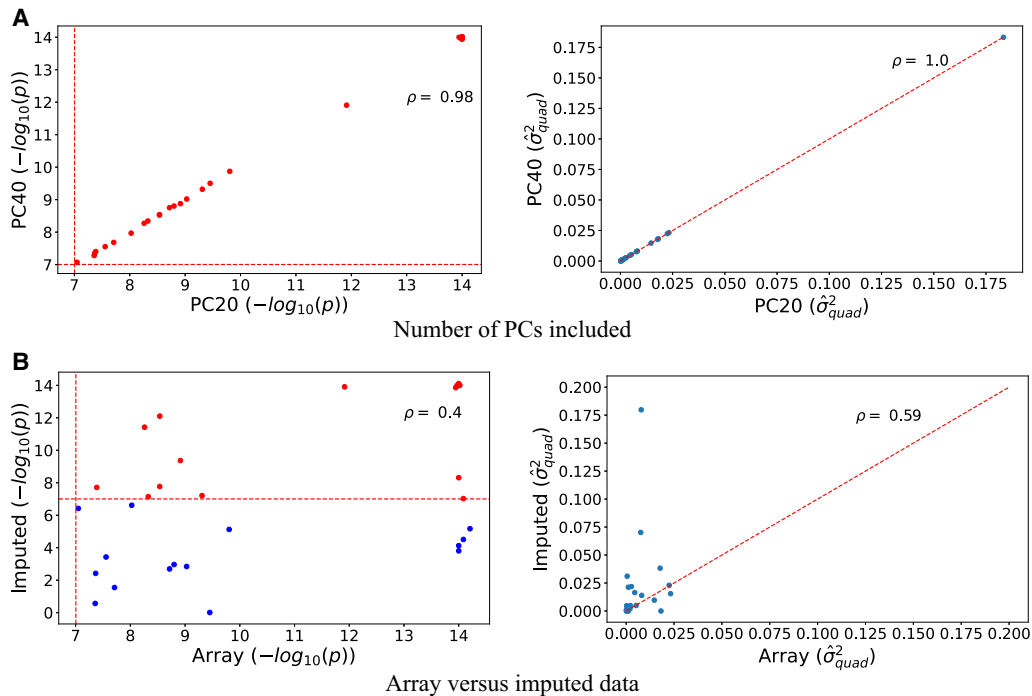 A
14
13
12
11
10
9
8
7
PC40 (−log10(p))
ρ = 0.98
7 8 9 10 11 12 13 14
PC20 (−log10(p))
0.175
0.150
0.125
0.100
0.075
0.050
0.025
0.000
PC40 (σ̂²quad)
ρ = 1.0
0.000 0.025 0.050 0.075 0.100 0.125 0.150 0.175
PC20 (σ̂²quad)
Number of PCs included
B
14
12
10
8
6
4
2
0
Imputed (−log10(p))
ρ = 0.4
7 8 9 10 11 12 13 14
Array (−log10(p))
0.200
0.175
0.150
0.125
0.100
0.075
0.050
0.025
0.000
Imputed (σ̂²quad)
ρ = 0.59
0.000 0.025 0.050 0.075 0.100 0.125 0.150 0.175 0.200
Array (σ̂²quad)
Array versus imputed data